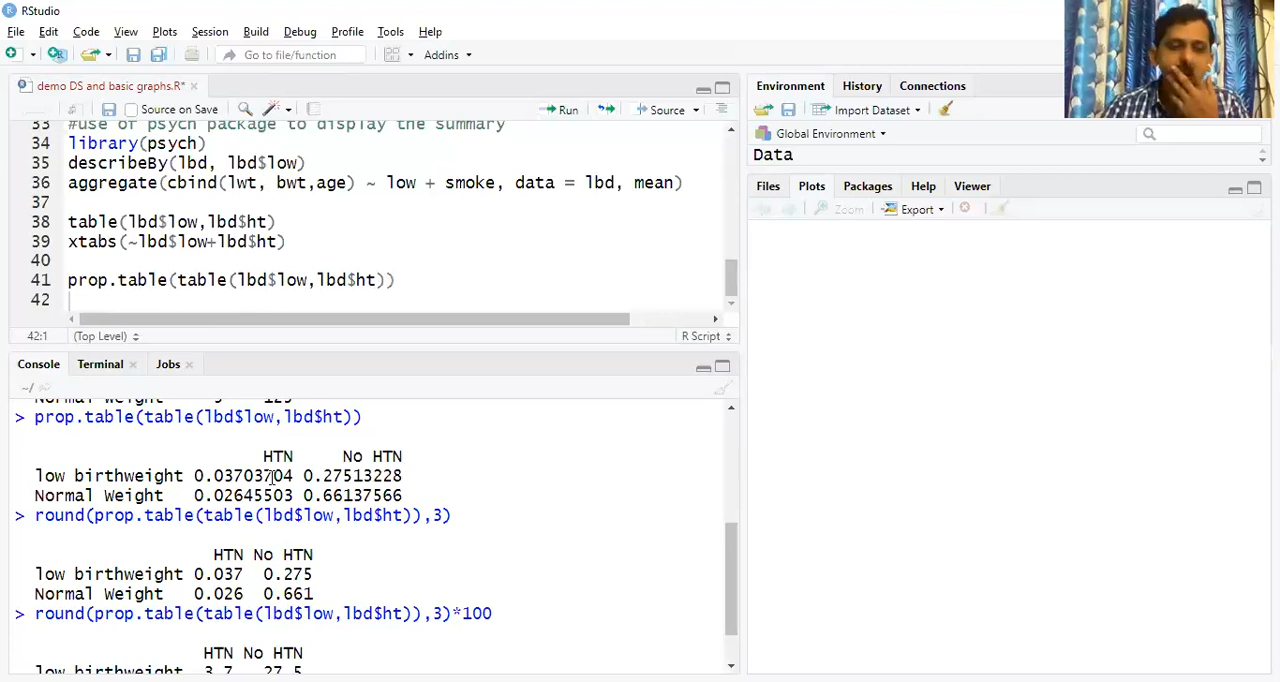 RStudio
File Edit Code View Plots Session Build Debug Profile Tools Help
Go to file/function Addins
demo DS and basic graphs.R*
Source on Save Run Source
33 #use of psych package to display the summary
34 library(psych)
35 describeBy(lbd, lbd$low)
36 aggregate(cbind(lwt, bwt,age) ~ low + smoke, data = lbd, mean)
37
38 table(lbd$low,lbd$ht)
39 xtabs(~lbd$low+lbd$ht)
40
41 prop.table(table(lbd$low,lbd$ht))
42
42:1 (Top Level) R Script
Console Terminal Jobs
~/
> prop.table(table(lbd$low,lbd$ht))
HTN No HTN
low birthweight 0.03703704 0.27513228
Normal Weight 0.02645503 0.66137566
> round(prop.table(table(lbd$low,lbd$ht)),3)
HTN No HTN
low birthweight 0.037 0.275
Normal Weight 0.026 0.661
> round(prop.table(table(lbd$low,lbd$ht)),3)*100
HTN No HTN
low birthweight 3.7 27.5
Environment History Connections
Import Dataset
Global Environment
Data
Files Plots Packages Help Viewer
Zoom Export